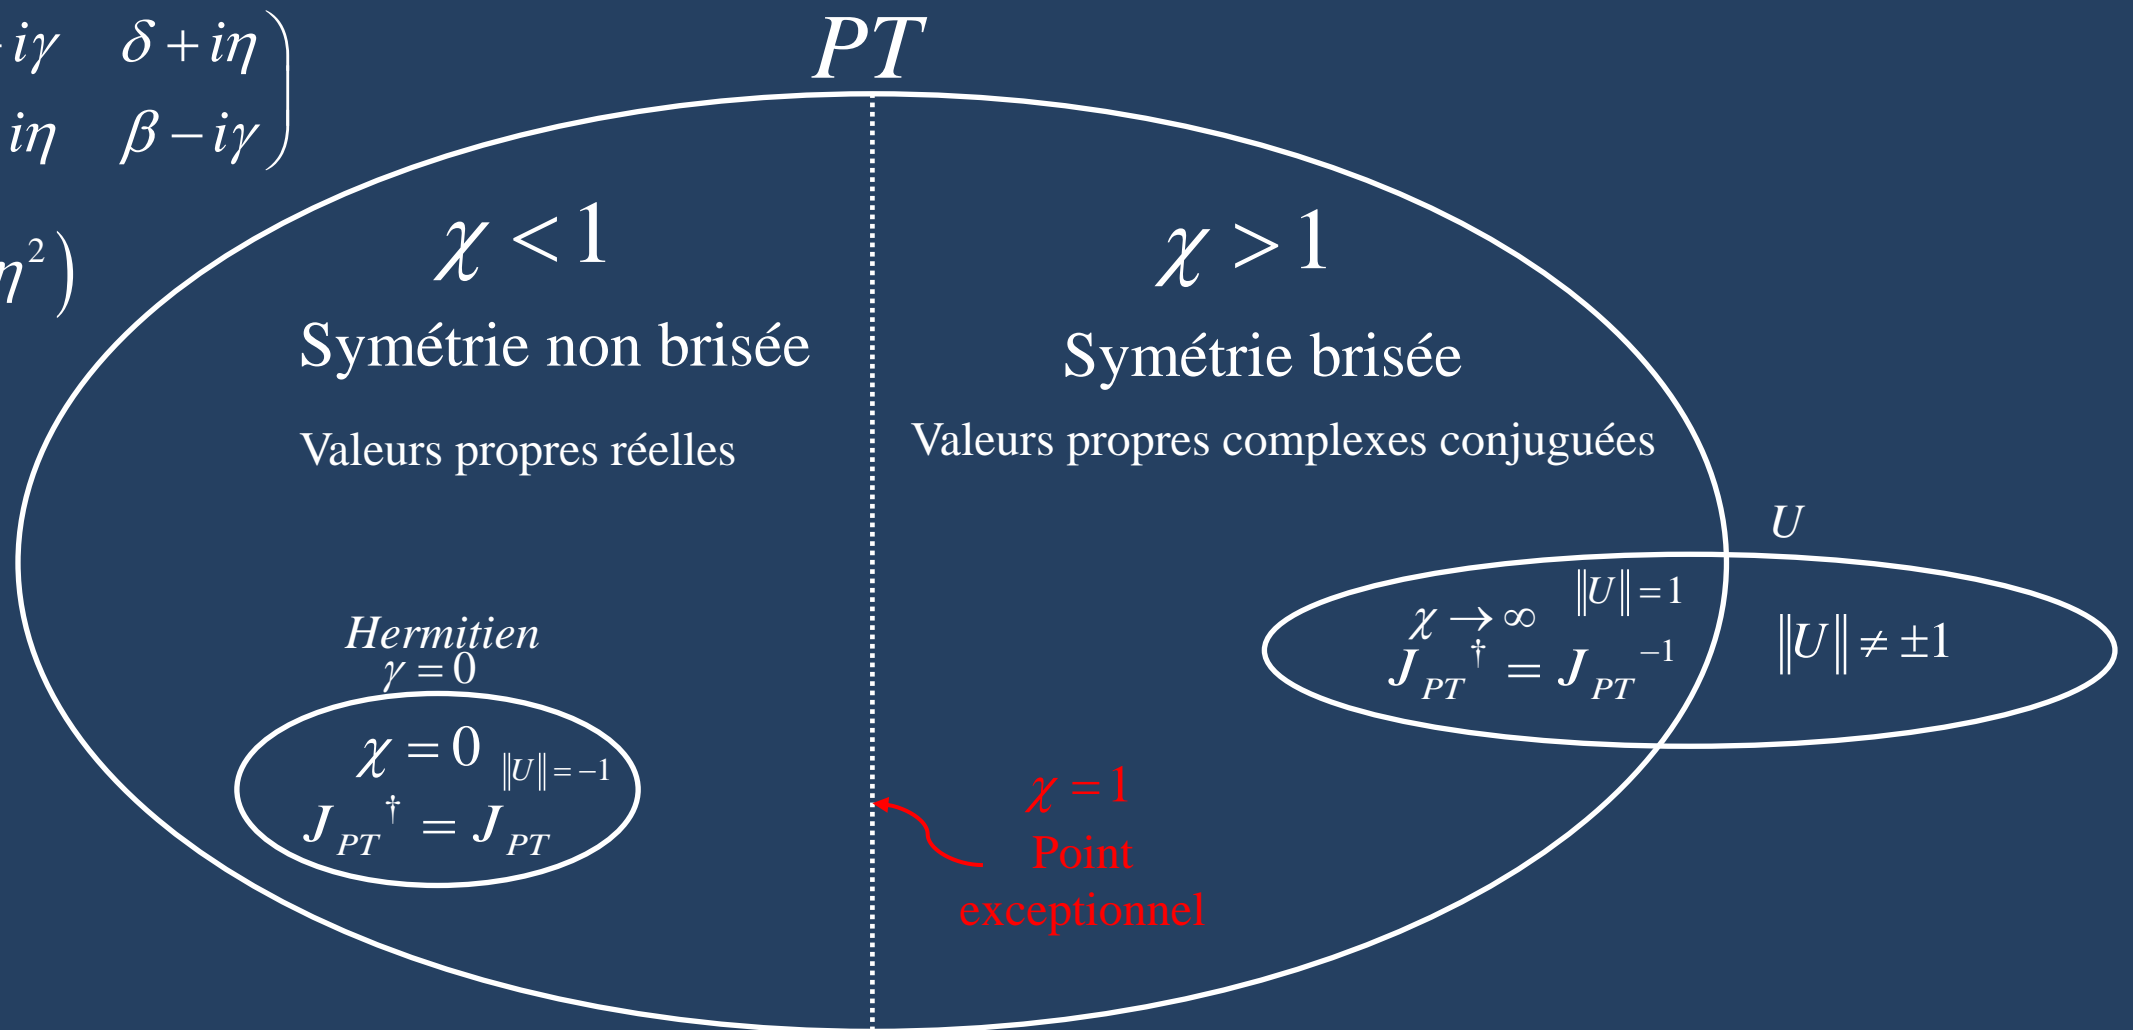 PT
iγ δ + iη
iη β − iγ
η²)
χ < 1
Symétrie non brisée
Valeurs propres réelles
χ > 1
Symétrie brisée
Valeurs propres complexes conjuguées
U
‖U‖ = 1
χ → ∞
J_PT† = J_PT⁻¹
‖U‖ ≠ ±1
Hermitien
γ = 0
χ = 0 ‖U‖ = −1
J_PT† = J_PT
χ = 1
Point
exceptionnel